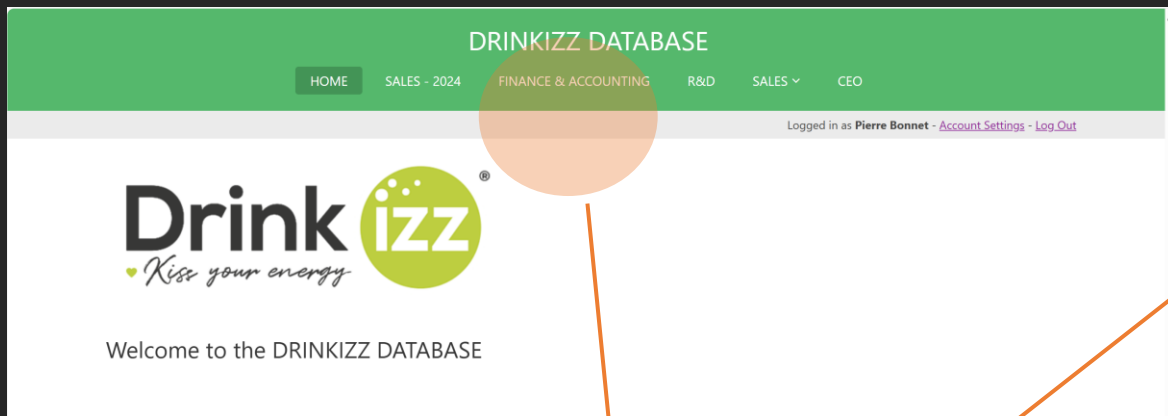 DRINKIZZ DATABASE
HOME SALES - 2024 FINANCE & ACCOUNTING R&D SALES CEO
Logged in as Pierre Bonnet - Account Settings - Log Out
Drink izz ®
Kiss your energy
Welcome to the DRINKIZZ DATABASE